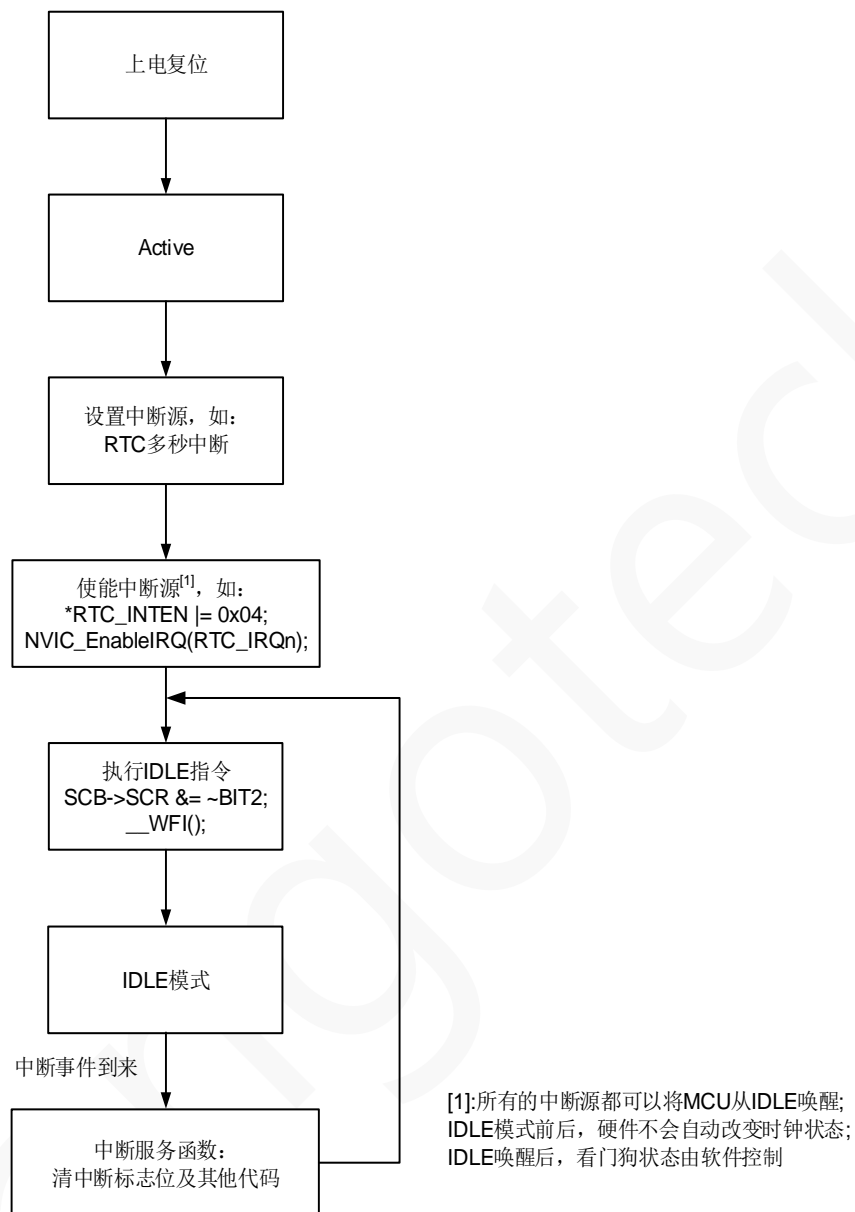 上电复位
Active
设置中断源，如：
RTC多秒中断
使能中断源[1]，如：
*RTC_INTEN |= 0x04;
NVIC_EnableIRQ(RTC_IRQn);
执行IDLE指令
SCB->SCR &= ~BIT2;
__WFI();
IDLE模式
中断事件到来
中断服务函数：
清中断标志位及其他代码
[1]:所有的中断源都可以将MCU从IDLE唤醒;
IDLE模式前后，硬件不会自动改变时钟状态;
IDLE唤醒后，看门狗状态由软件控制